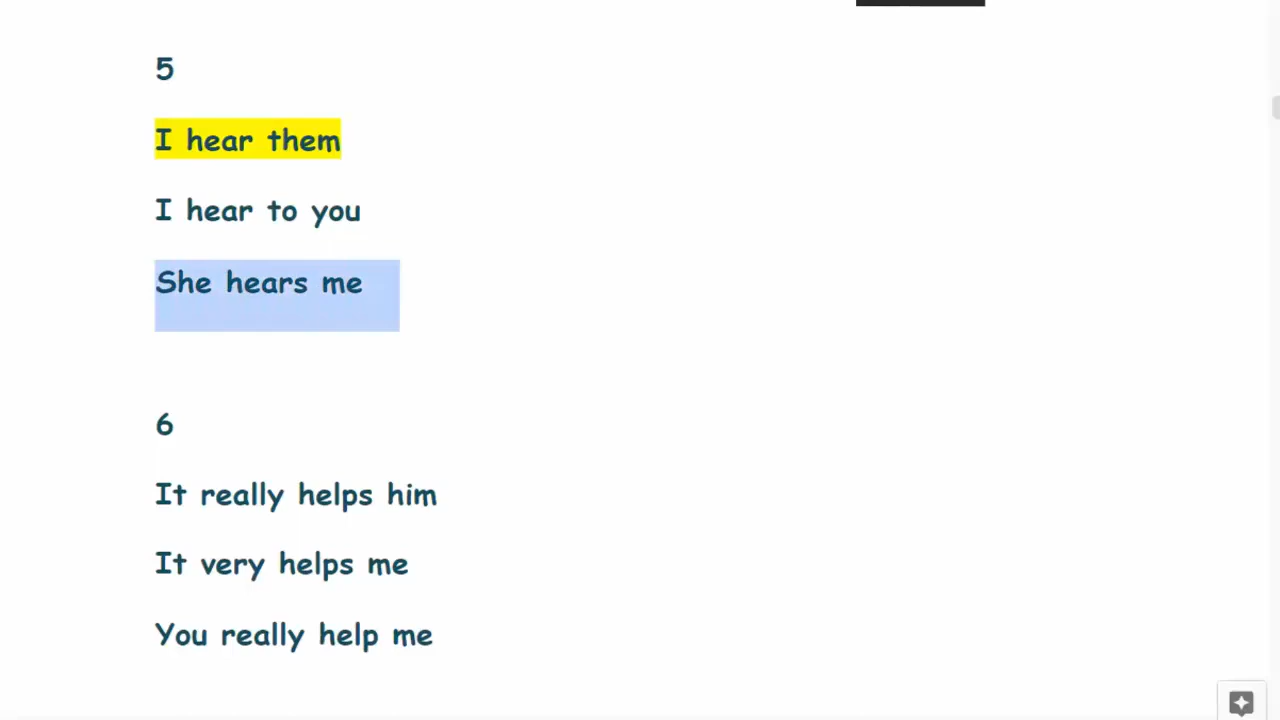 5
I hear them
I hear to you
She hears me
6
It really helps him
It very helps me
You really help me